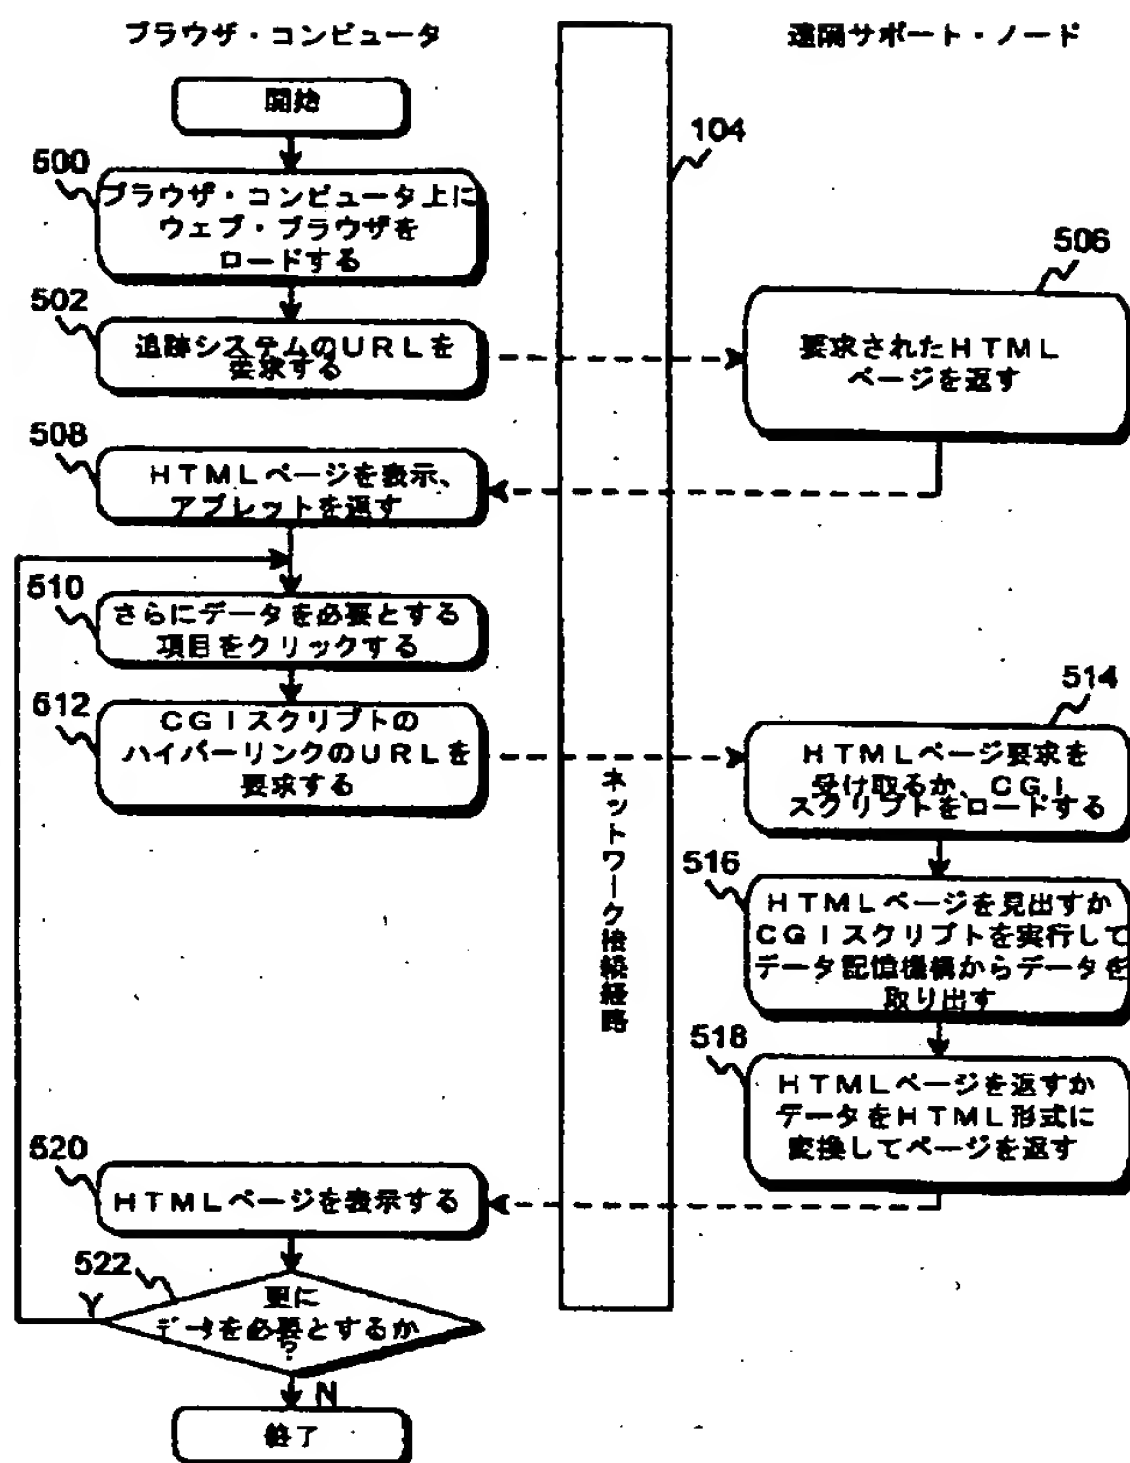 ブラウザ・コンピュータ
遠隔サポート・ノード
開始
104
500
ブラウザ・コンピュータ上に
ウェブ・ブラウザを
ロードする
506
502
追跡システムのURLを
要求する
要求されたHTML
ページを返す
508
HTMLページを表示、
アプレットを返す
510
さらにデータを必要とする
項目をクリックする
512
CGIスクリプトの
ハイパーリンクのURLを
要求する
514
HTMLページ要求を
受け取るか、CGI
スクリプトをロードする
ネットワーク接続経路
516
HTMLページを見出すか
CGIスクリプトを実行して
データ記憶機構からデータを
取り出す
518
HTMLページを返すか
データをHTML形式に
変換してページを返す
520
HTMLページを表示する
522
更に
データを必要とするか
?
Y
N
終了